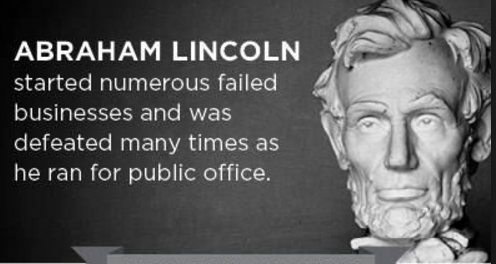 ABRAHAM LINCOLN
started numerous failed
businesses and was
defeated many times as
he ran for public office.